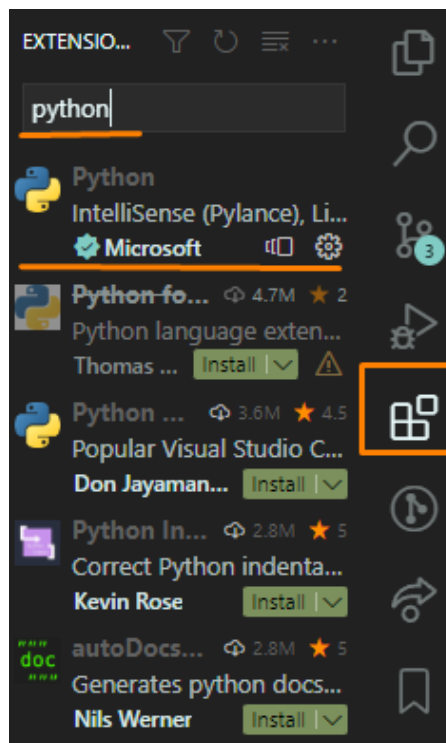 EXTENSIO...
python
Python
IntelliSense (Pylance), Li...
Microsoft
3
Python fo... 4.7M 2
Python language exten...
Thomas ... Install
Python ... 3.6M 4.5
Popular Visual Studio C...
Don Jayaman... Install
Python In... 2.8M 5
Correct Python indenta...
Kevin Rose Install
"""
doc
"""
autoDocs... 2.8M 5
Generates python docs...
Nils Werner Install